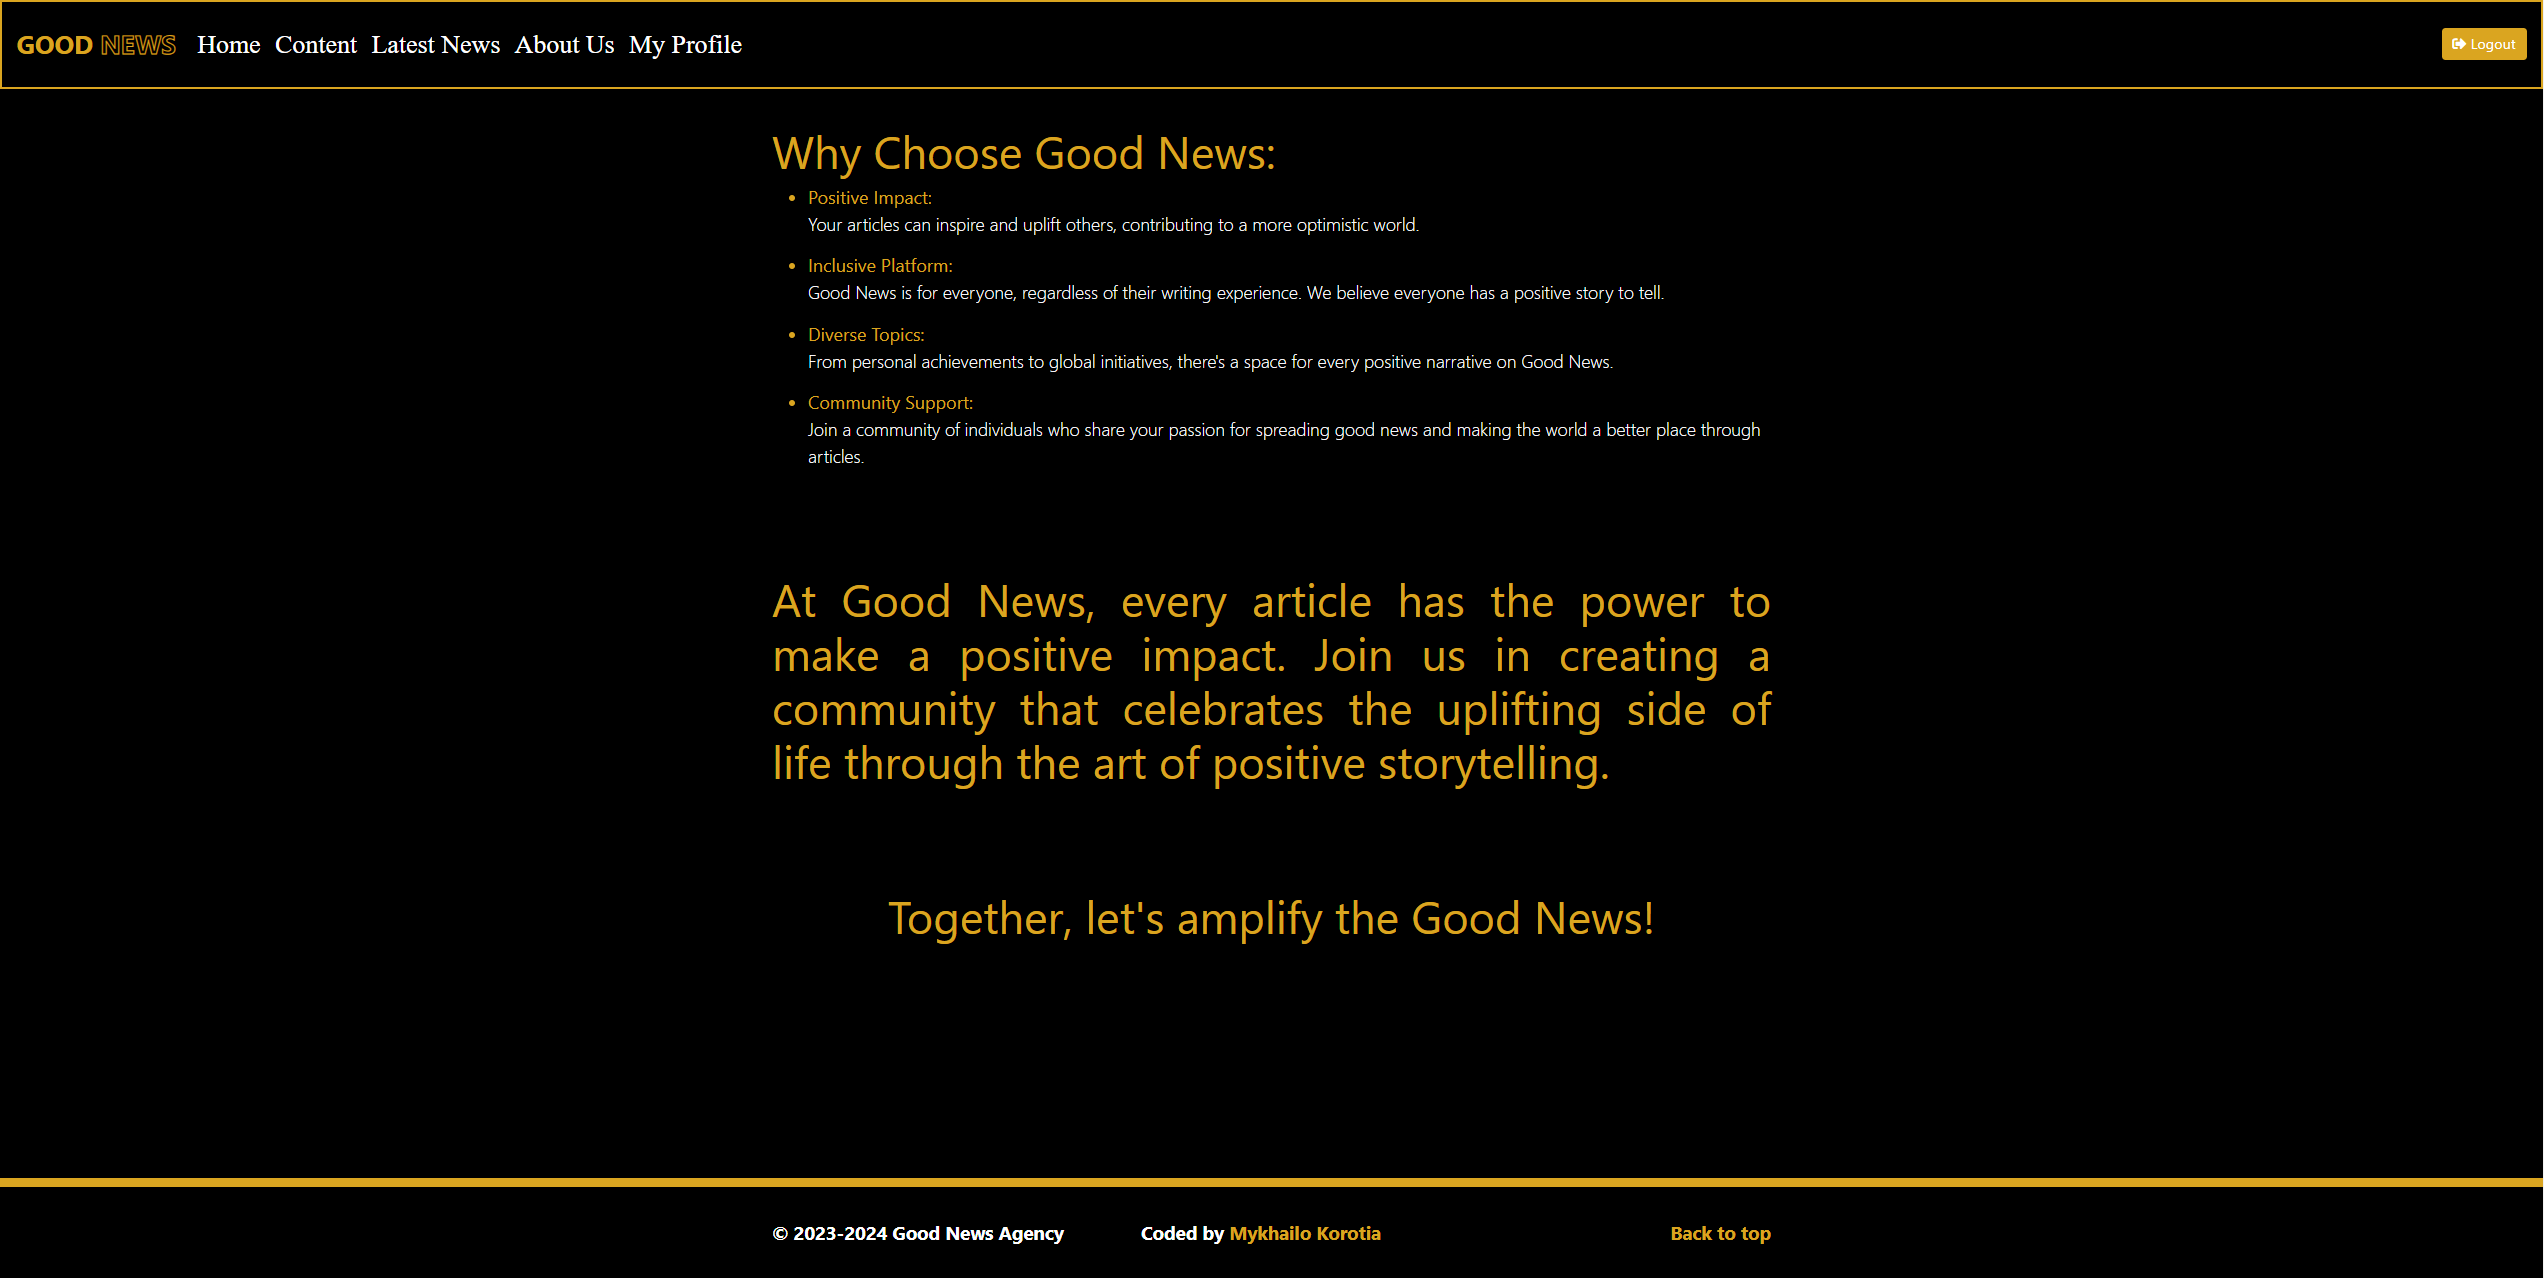 GOOD NEWS Home Content Latest News About Us My Profile Logout
Why Choose Good News:
• Positive Impact:
Your articles can inspire and uplift others, contributing to a more optimistic world.
• Inclusive Platform:
Good News is for everyone, regardless of their writing experience. We believe everyone has a positive story to tell.
• Diverse Topics:
From personal achievements to global initiatives, there's a space for every positive narrative on Good News.
• Community Support:
Join a community of individuals who share your passion for spreading good news and making the world a better place through
articles.
At Good News, every article has the power to
make a positive impact. Join us in creating a
community that celebrates the uplifting side of
life through the art of positive storytelling.
Together, let's amplify the Good News!
© 2023-2024 Good News Agency Coded by Mykhailo Korotia Back to top